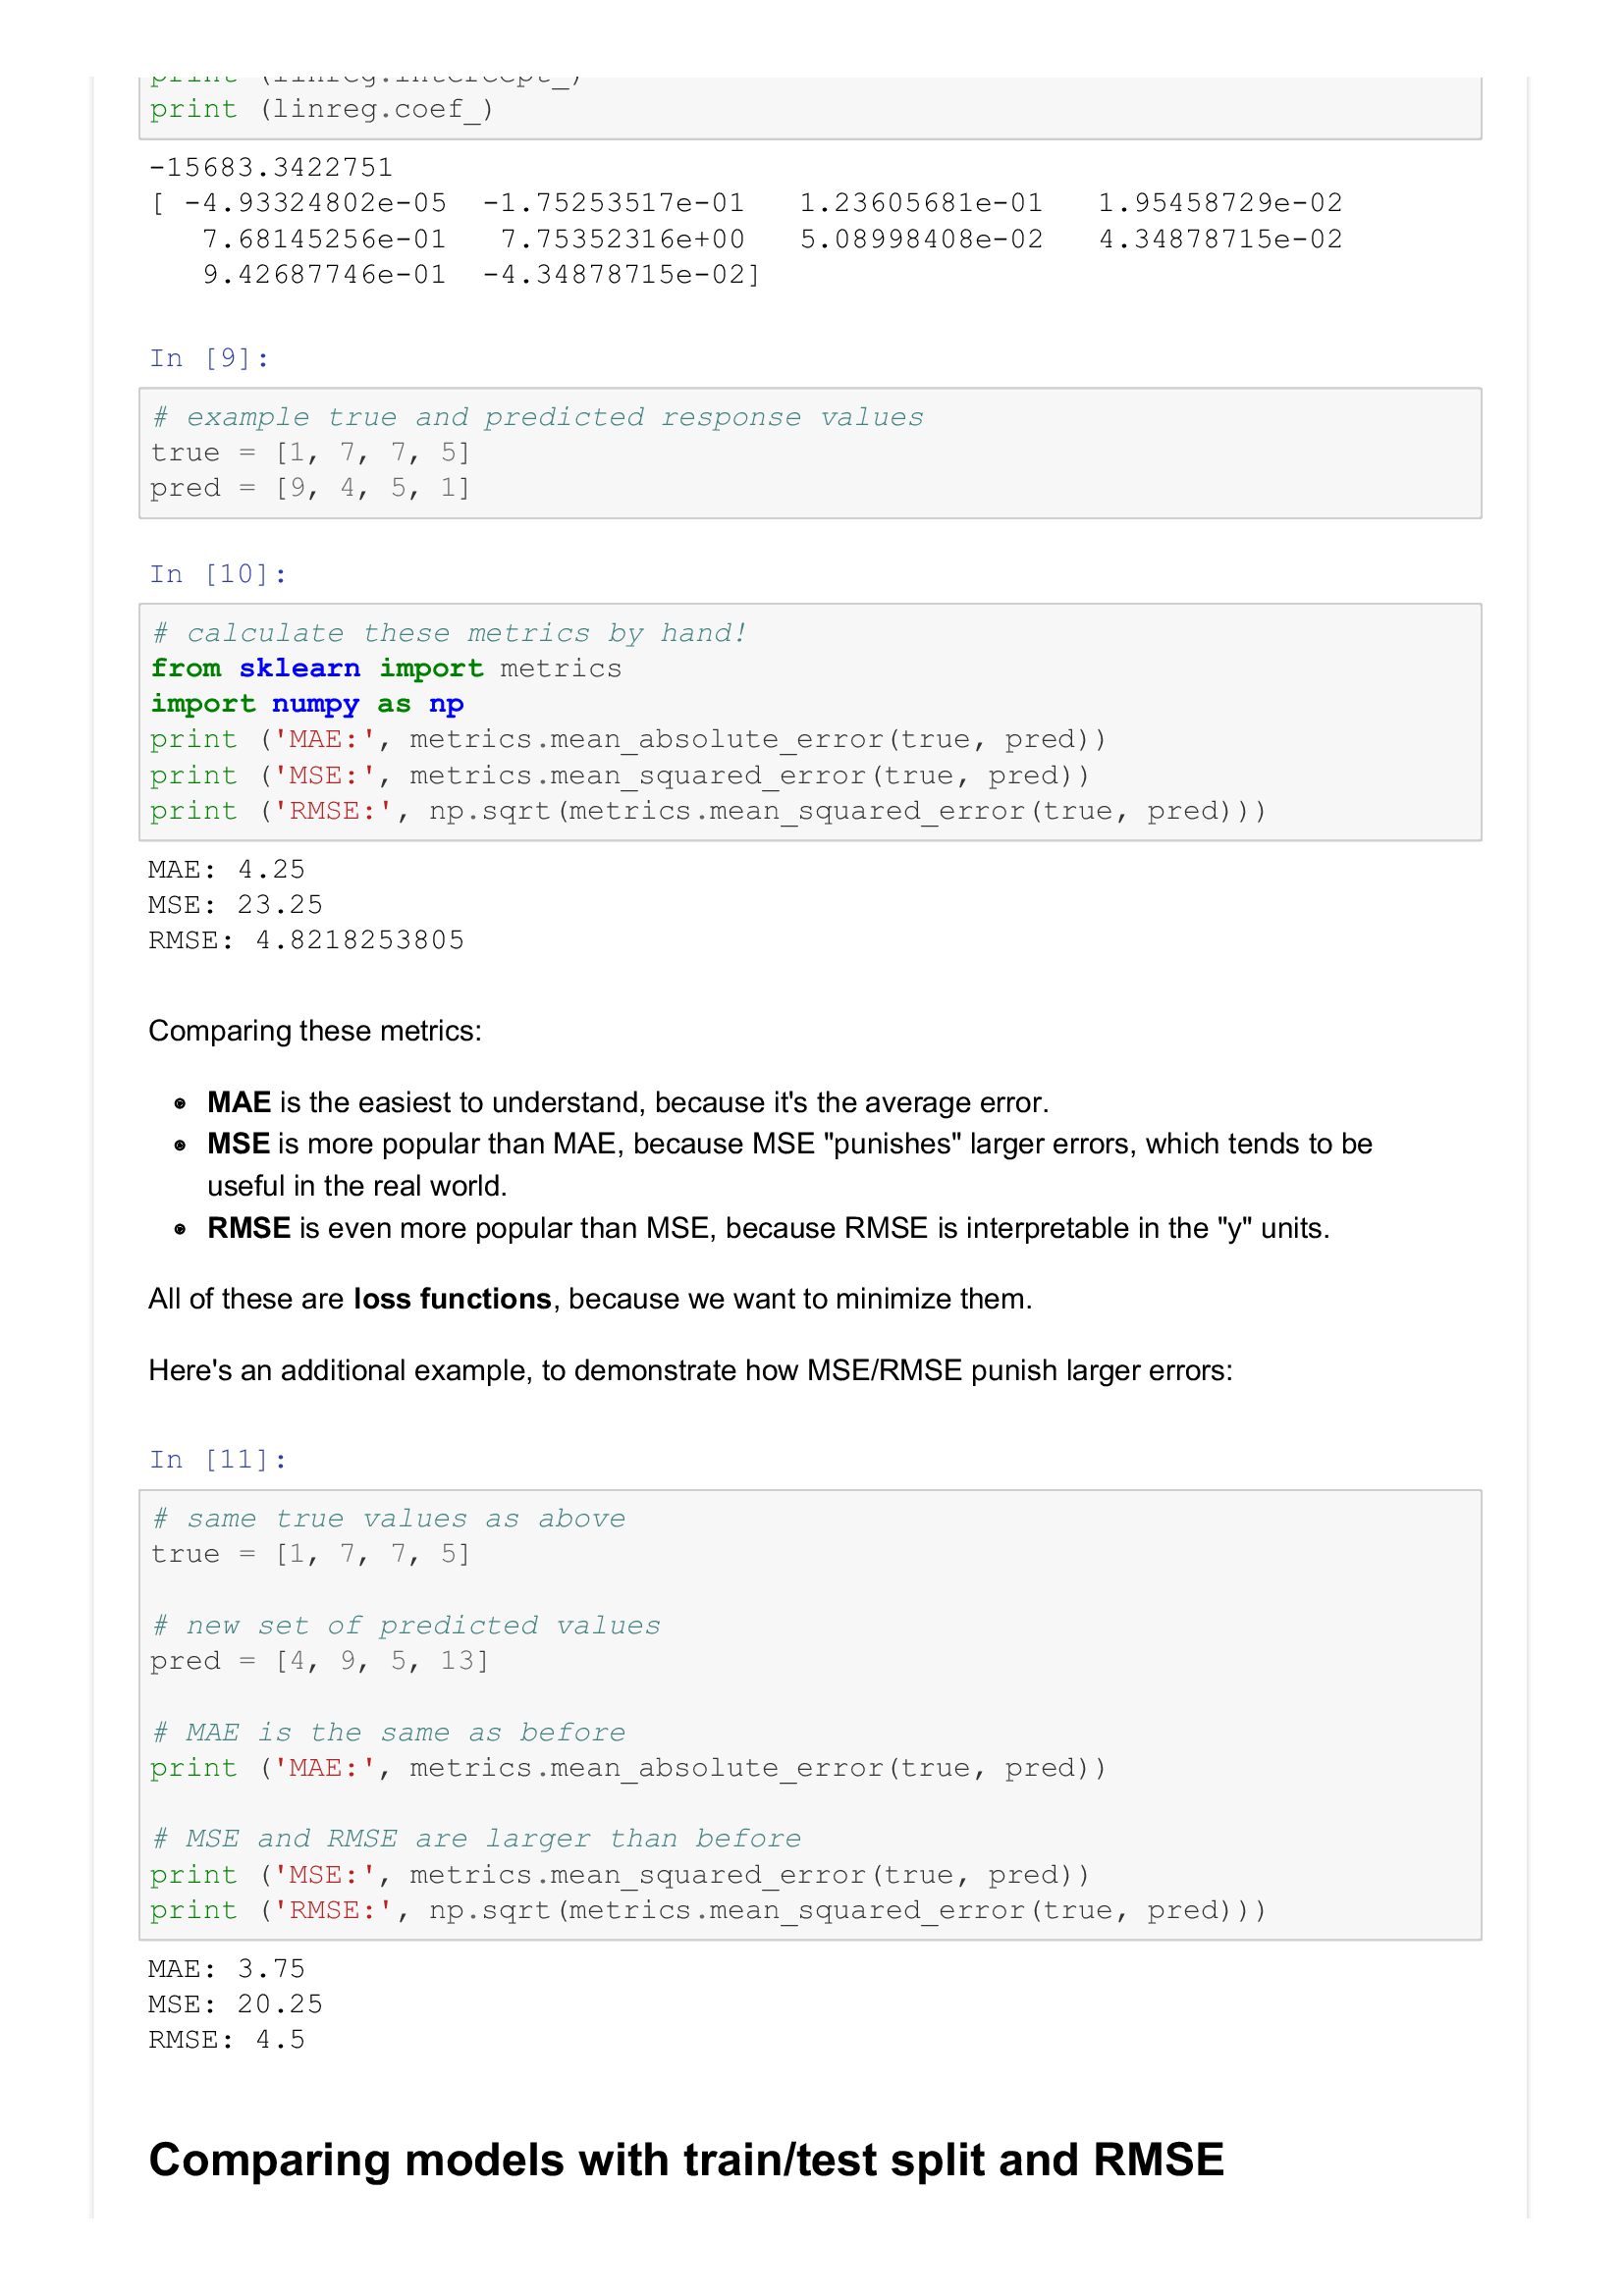 print (linreg.intercept_)
print (linreg.coef_)
-15683.3422751
[ -4.93324802e-05  -1.75253517e-01   1.23605681e-01   1.95458729e-02
   7.68145256e-01   7.75352316e+00   5.08998408e-02   4.34878715e-02
   9.42687746e-01  -4.34878715e-02]
In [9]:
# example true and predicted response values
true = [1, 7, 7, 5]
pred = [9, 4, 5, 1]
In [10]:
# calculate these metrics by hand!
from sklearn import metrics
import numpy as np
print ('MAE:', metrics.mean_absolute_error(true, pred))
print ('MSE:', metrics.mean_squared_error(true, pred))
print ('RMSE:', np.sqrt(metrics.mean_squared_error(true, pred)))
MAE: 4.25
MSE: 23.25
RMSE: 4.8218253805
Comparing these metrics:
• MAE is the easiest to understand, because it's the average error.
• MSE is more popular than MAE, because MSE "punishes" larger errors, which tends to be
useful in the real world.
• RMSE is even more popular than MSE, because RMSE is interpretable in the "y" units.
All of these are loss functions, because we want to minimize them.
Here's an additional example, to demonstrate how MSE/RMSE punish larger errors:
In [11]:
# same true values as above
true = [1, 7, 7, 5]
# new set of predicted values
pred = [4, 9, 5, 13]
# MAE is the same as before
print ('MAE:', metrics.mean_absolute_error(true, pred))
# MSE and RMSE are larger than before
print ('MSE:', metrics.mean_squared_error(true, pred))
print ('RMSE:', np.sqrt(metrics.mean_squared_error(true, pred)))
MAE: 3.75
MSE: 20.25
RMSE: 4.5
Comparing models with train/test split and RMSE